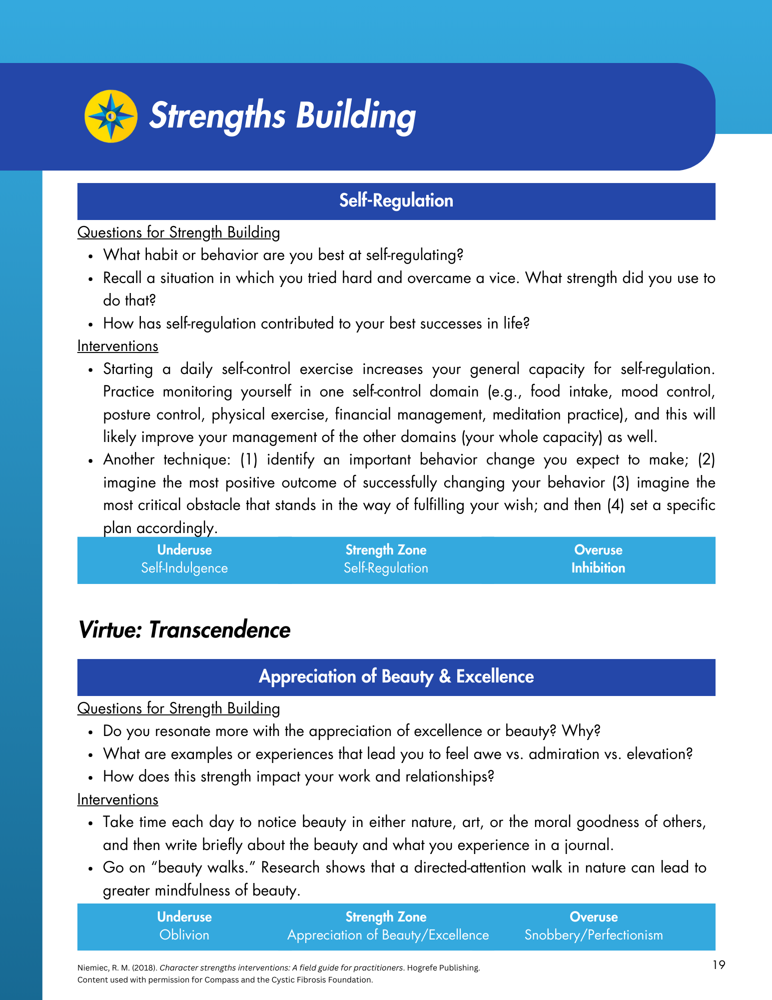 Strengths Building
Self-Regulation
Questions for Strength Building
• What habit or behavior are you best at self-regulating?
• Recall a situation in which you tried hard and overcame a vice. What strength did you use to
do that?
• How has self-regulation contributed to your best successes in life?
Interventions
• Starting a daily self-control exercise increases your general capacity for self-regulation.
Practice monitoring yourself in one self-control domain (e.g., food intake, mood control,
posture control, physical exercise, financial management, meditation practice), and this will
likely improve your management of the other domains (your whole capacity) as well.
• Another technique: (1) identify an important behavior change you expect to make; (2)
imagine the most positive outcome of successfully changing your behavior (3) imagine the
most critical obstacle that stands in the way of fulfilling your wish; and then (4) set a specific
plan accordingly.
Underuse Strength Zone Overuse
Self-Indulgence Self-Regulation Inhibition
Virtue: Transcendence
Appreciation of Beauty & Excellence
Questions for Strength Building
• Do you resonate more with the appreciation of excellence or beauty? Why?
• What are examples or experiences that lead you to feel awe vs. admiration vs. elevation?
• How does this strength impact your work and relationships?
Interventions
• Take time each day to notice beauty in either nature, art, or the moral goodness of others,
and then write briefly about the beauty and what you experience in a journal.
• Go on “beauty walks.” Research shows that a directed-attention walk in nature can lead to
greater mindfulness of beauty.
Underuse Strength Zone Overuse
Oblivion Appreciation of Beauty/Excellence Snobbery/Perfectionism
Niemiec, R. M. (2018). Character strengths interventions: A field guide for practitioners. Hogrefe Publishing.
Content used with permission for Compass and the Cystic Fibrosis Foundation.
19